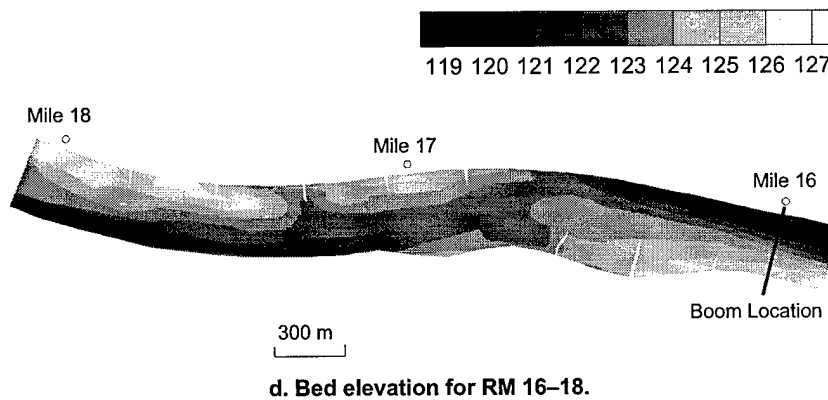 119 120 121 122 123 124 125 126 127
Mile 18
Mile 17
Mile 16
Boom Location
300 m
d. Bed elevation for RM 16–18.